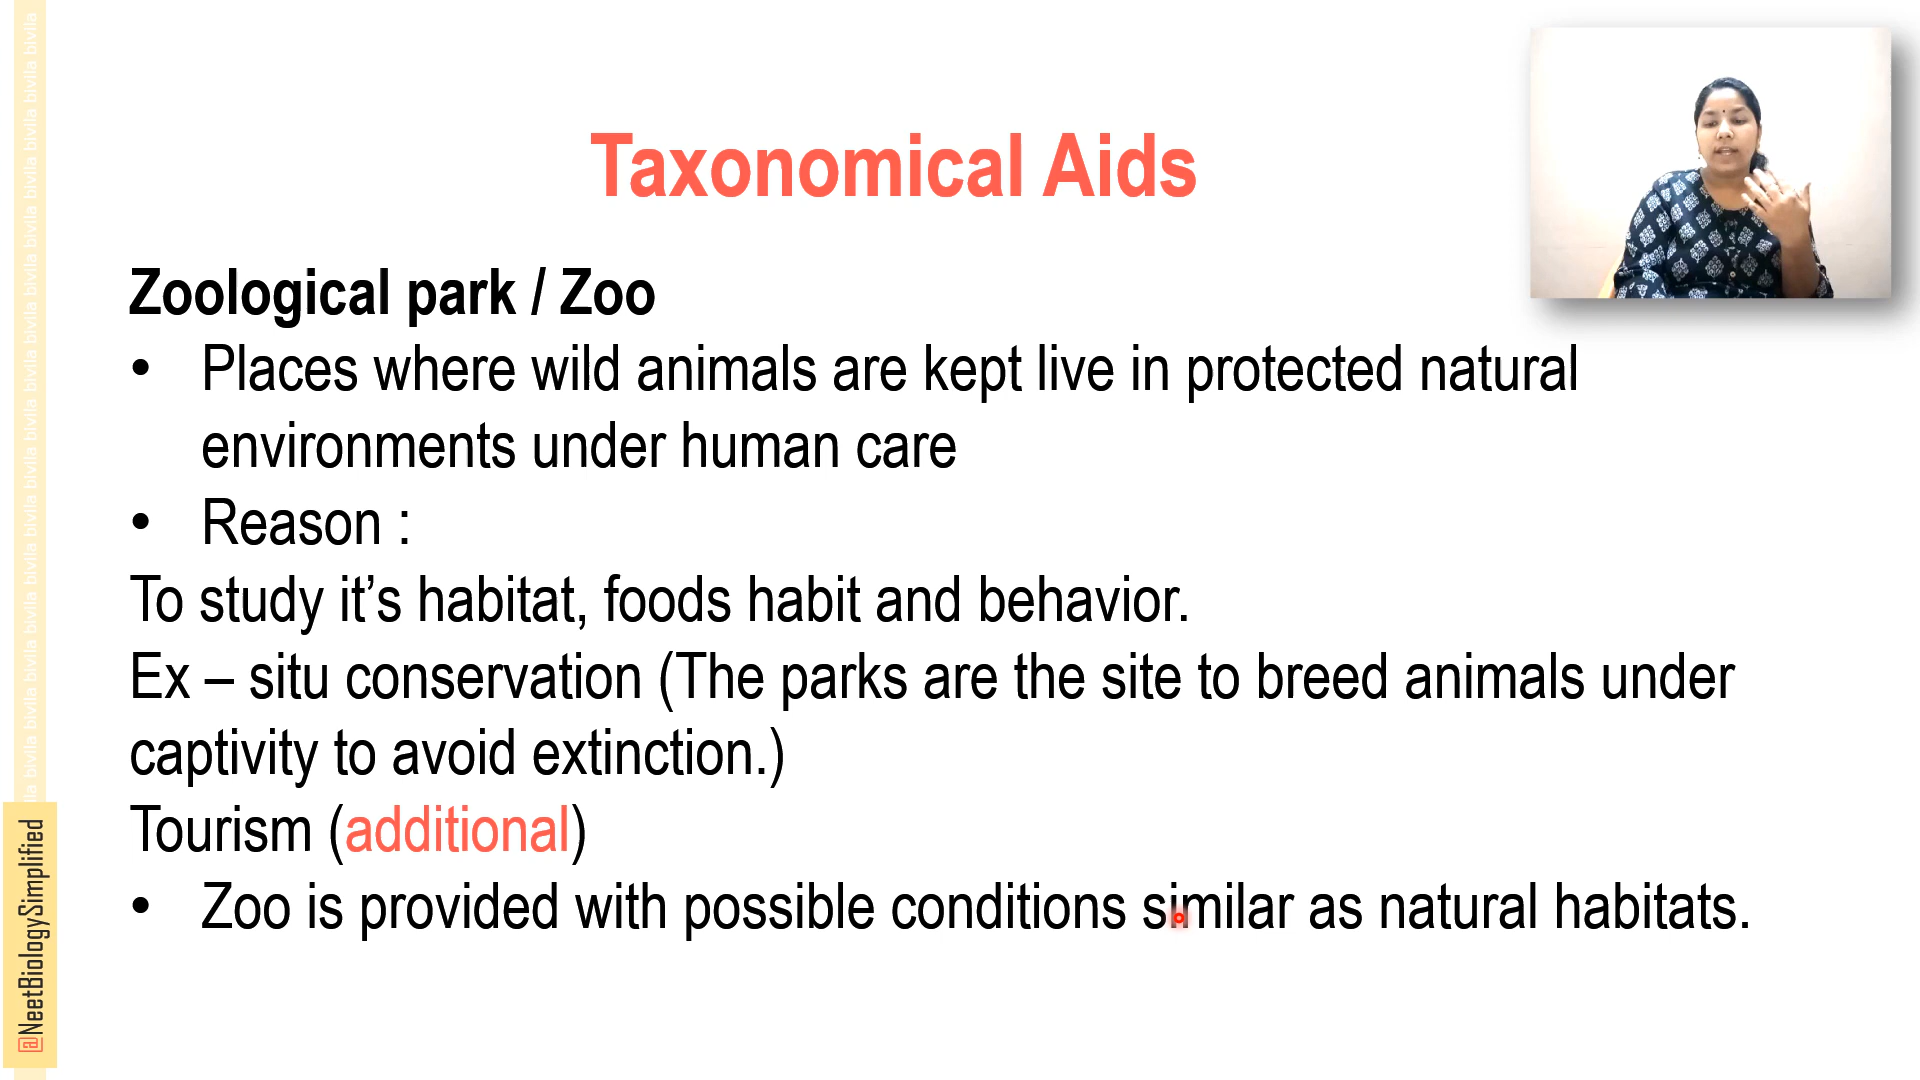 Taxonomical Aids
Zoological park / Zoo
• Places where wild animals are kept live in protected natural
environments under human care
• Reason :
To study it’s habitat, foods habit and behavior.
Ex – situ conservation (The parks are the site to breed animals under
captivity to avoid extinction.)
Tourism (additional)
• Zoo is provided with possible conditions similar as natural habitats.
@NeetBiologySimplified